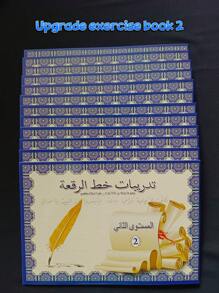 Upgrade exercise book 2
تدريبات خط الرقعة
المستوى الثاني
2